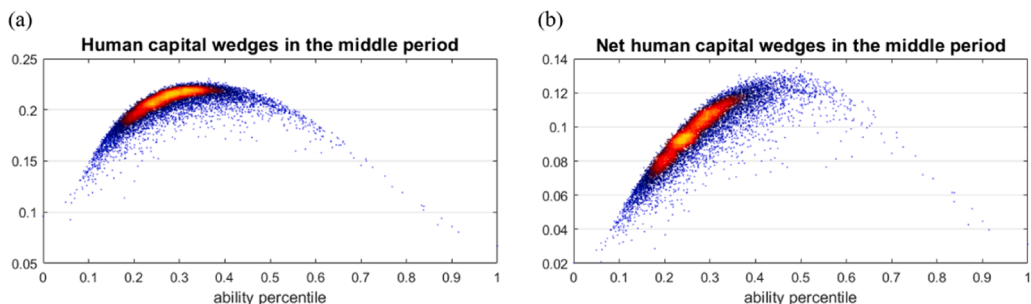 (a)
Human capital wedges in the middle period
0.25
0.2
0.15
0.1
0.05
0 0.1 0.2 0.3 0.4 0.5 0.6 0.7 0.8 0.9 1
ability percentile
(b)
Net human capital wedges in the middle period
0.14
0.12
0.1
0.08
0.06
0.04
0.02
0 0.1 0.2 0.3 0.4 0.5 0.6 0.7 0.8 0.9 1
ability percentile